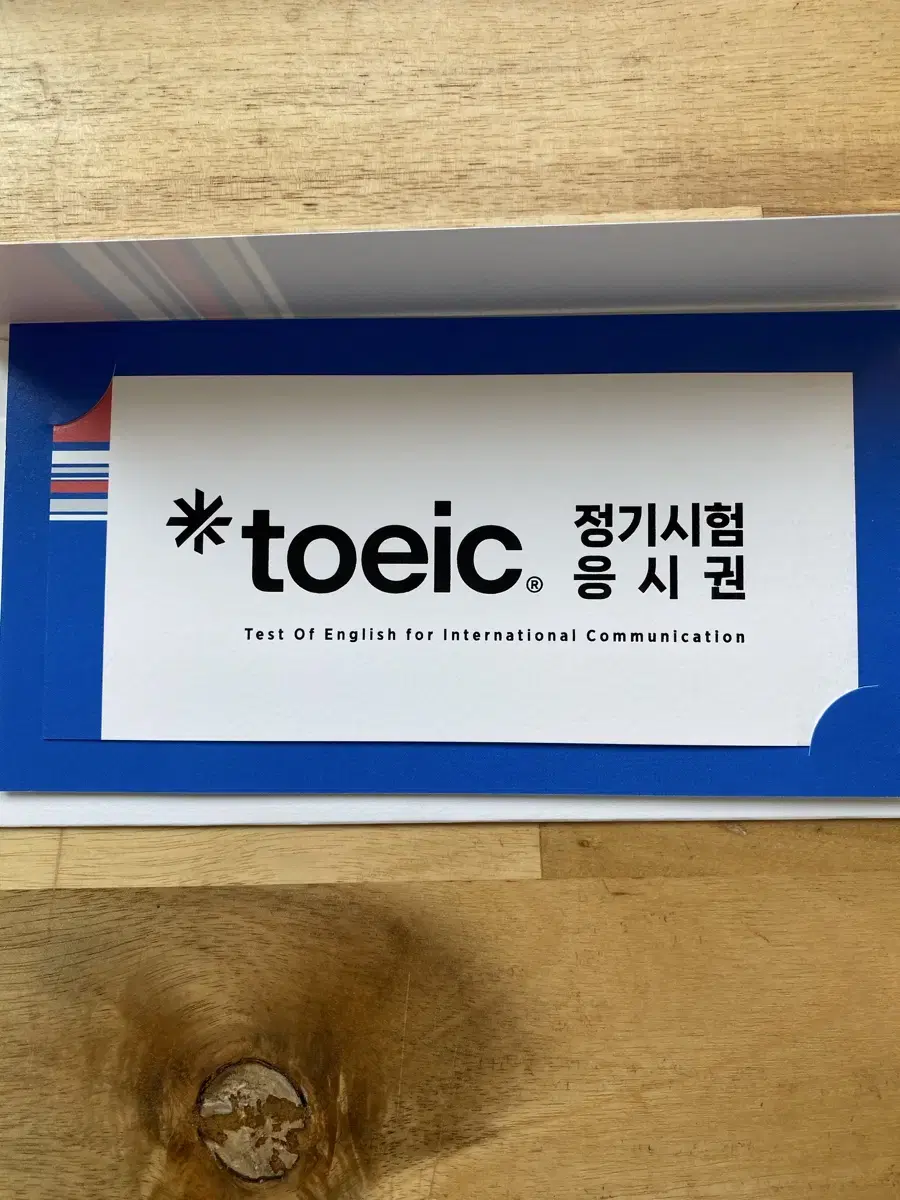 toeic® 정기시험
응시권
Test Of English for International Communication